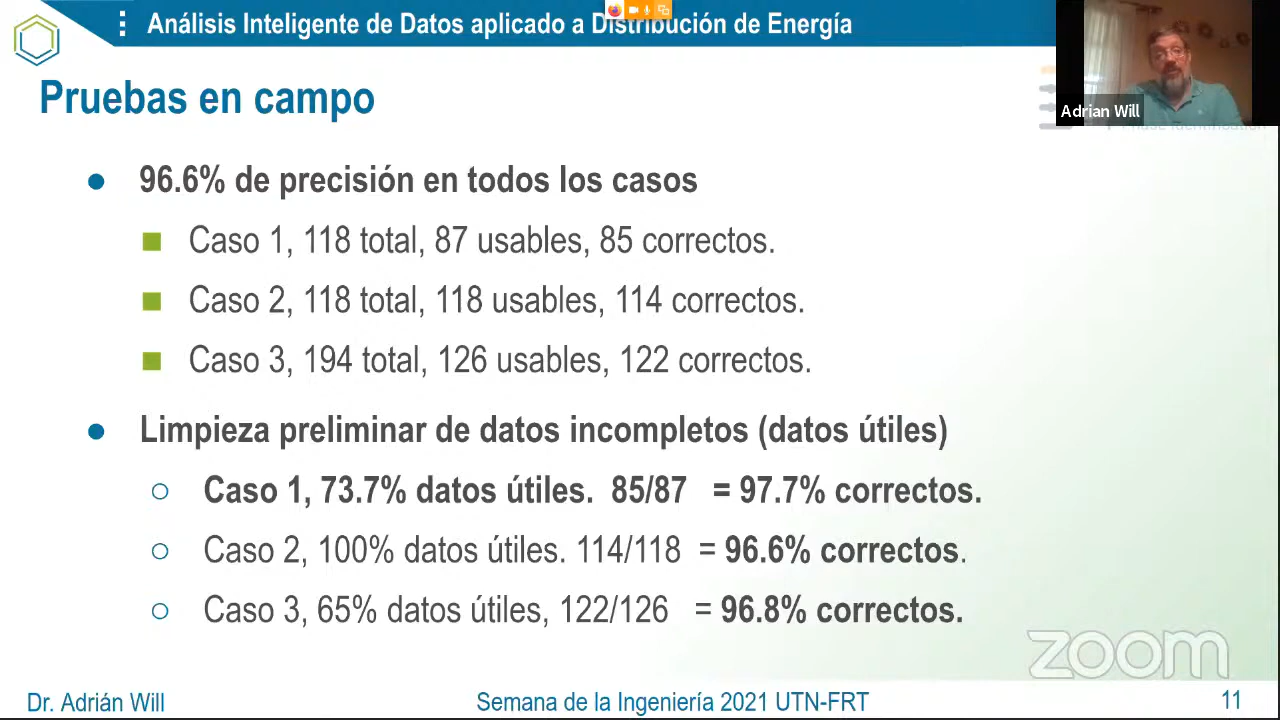 Análisis Inteligente de Datos aplicado a Distribución de Energía
Adrian Will
Pruebas en campo
96.6% de precisión en todos los casos
Caso 1, 118 total, 87 usables, 85 correctos.
Caso 2, 118 total, 118 usables, 114 correctos.
Caso 3, 194 total, 126 usables, 122 correctos.
Limpieza preliminar de datos incompletos (datos útiles)
Caso 1, 73.7% datos útiles. 85/87 = 97.7% correctos.
Caso 2, 100% datos útiles. 114/118 = 96.6% correctos.
Caso 3, 65% datos útiles, 122/126 = 96.8% correctos.
zoom
Dr. Adrián Will
Semana de la Ingeniería 2021 UTN-FRT
11